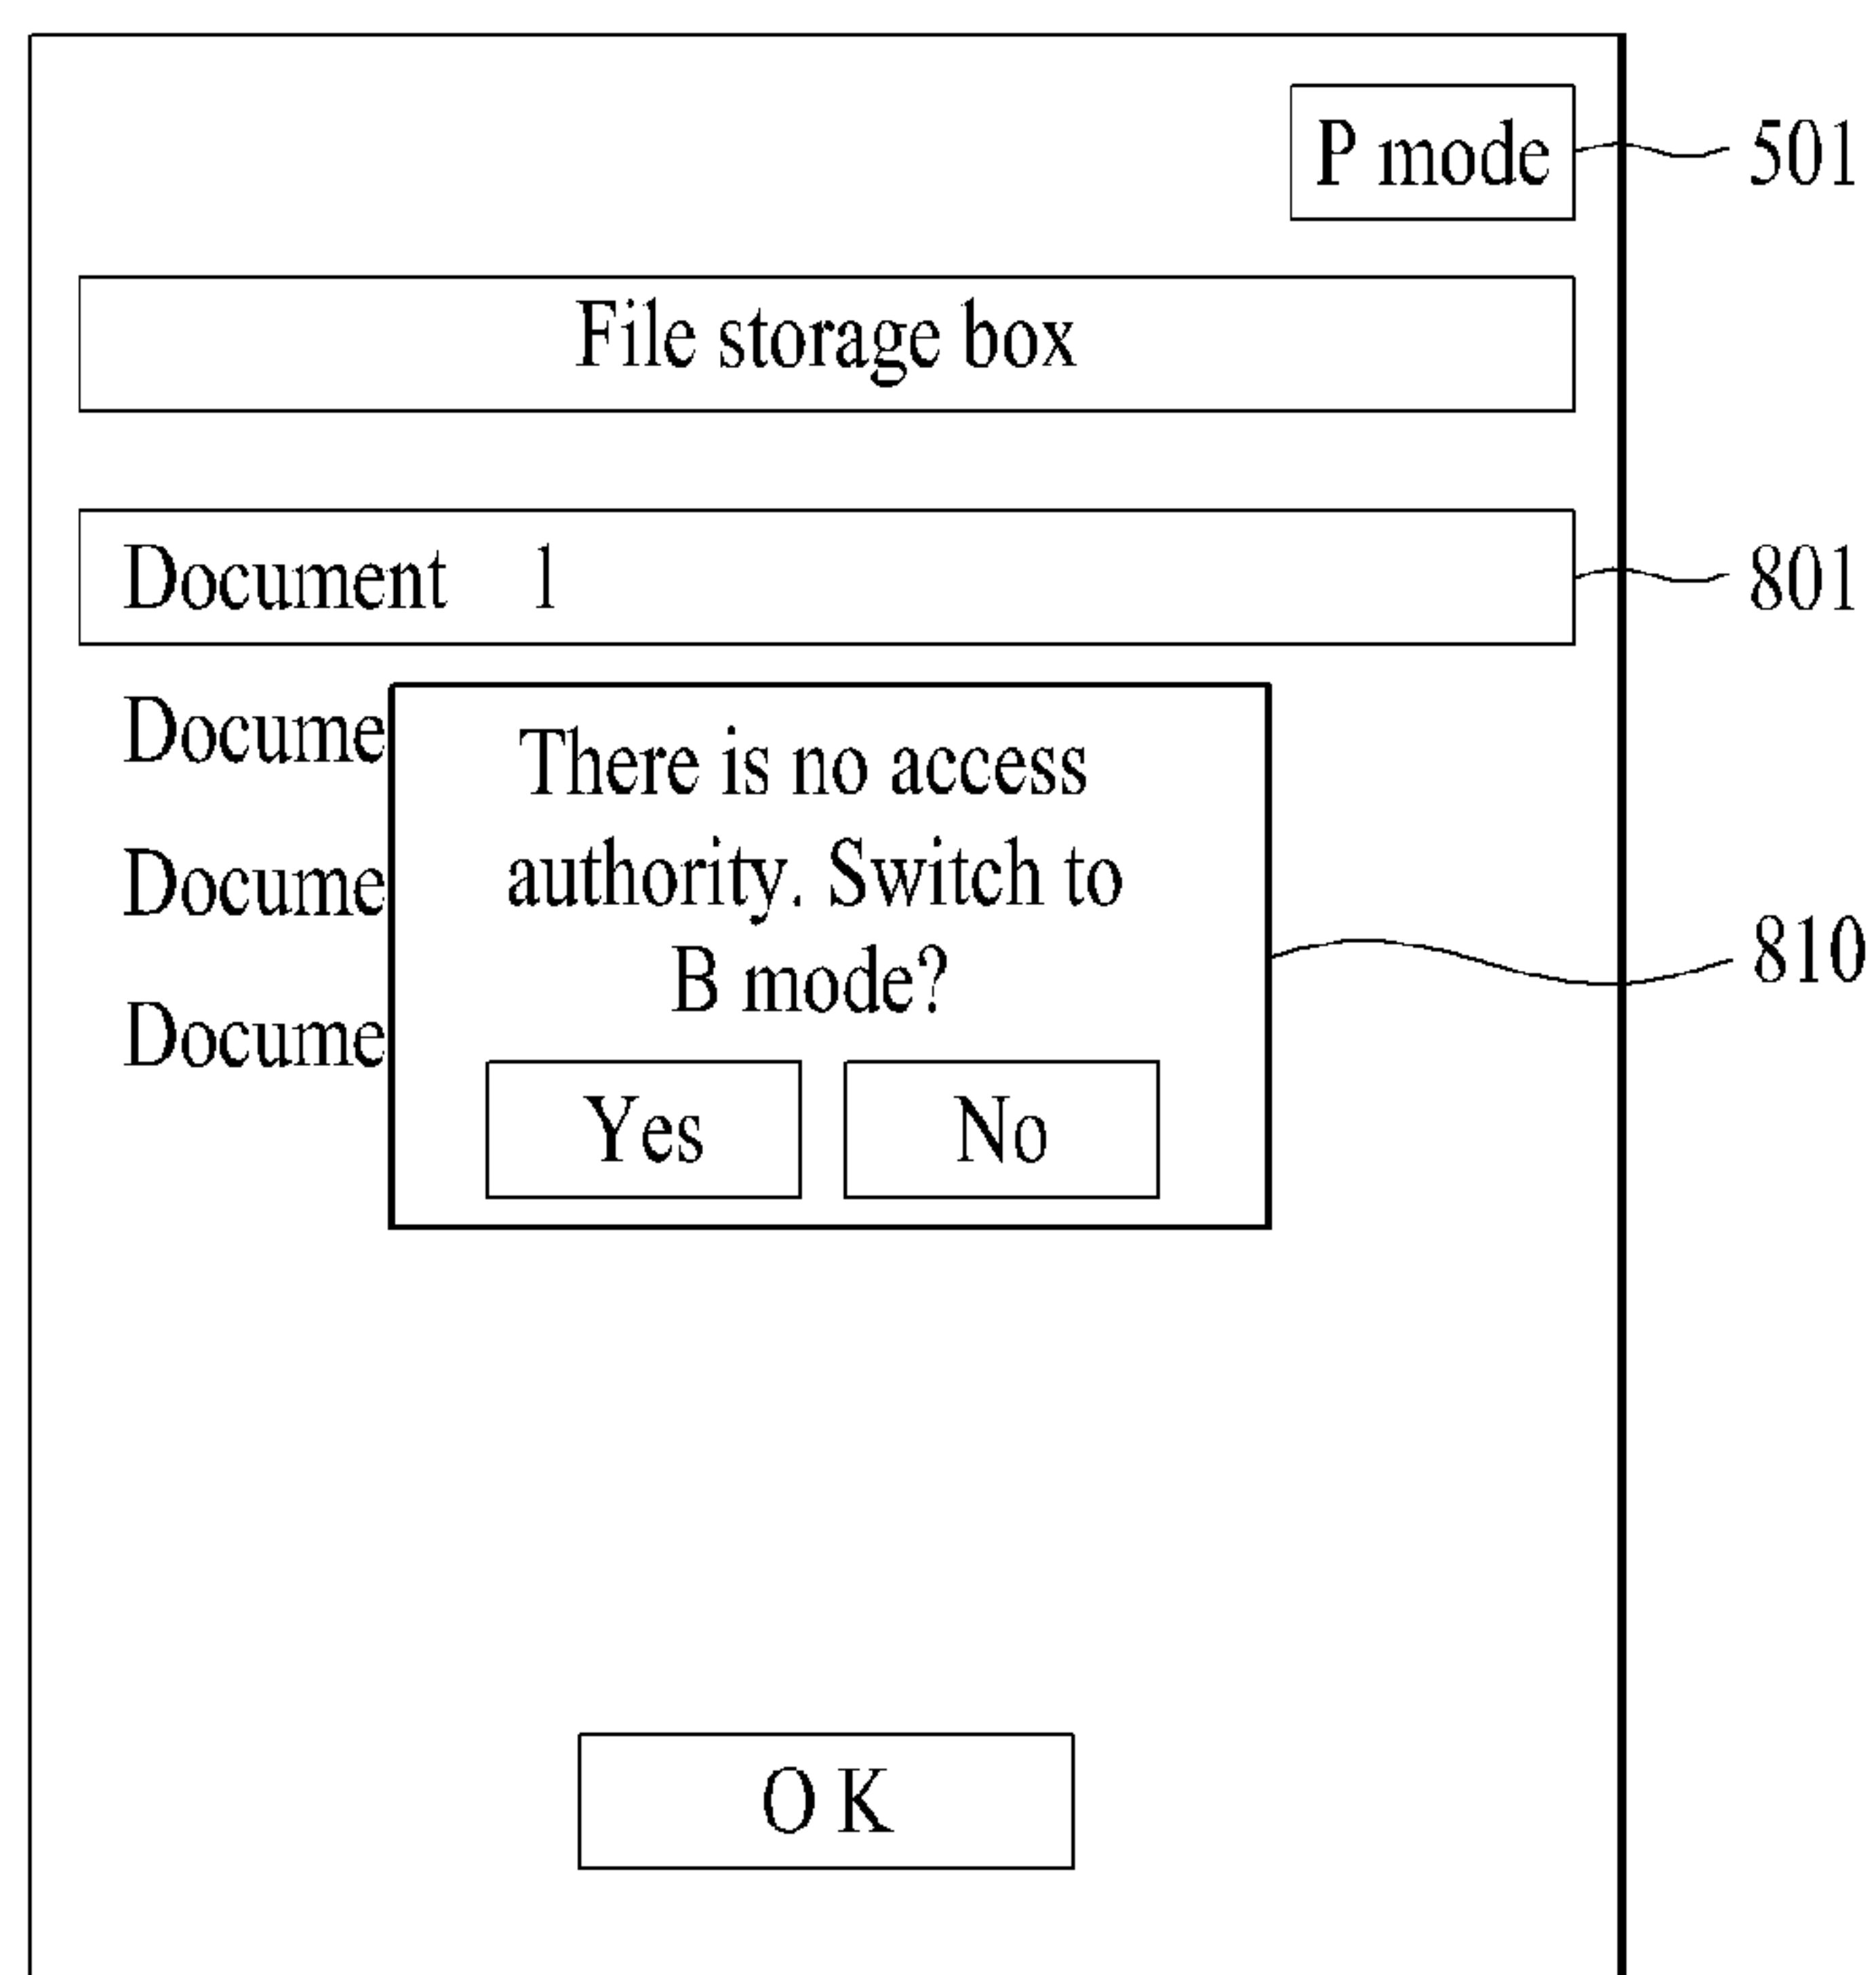 P mode
501
File storage box
Document 1
801
Docume
There is no access
authority. Switch to
B mode?
810
Docume
Docume
Yes
No
OK